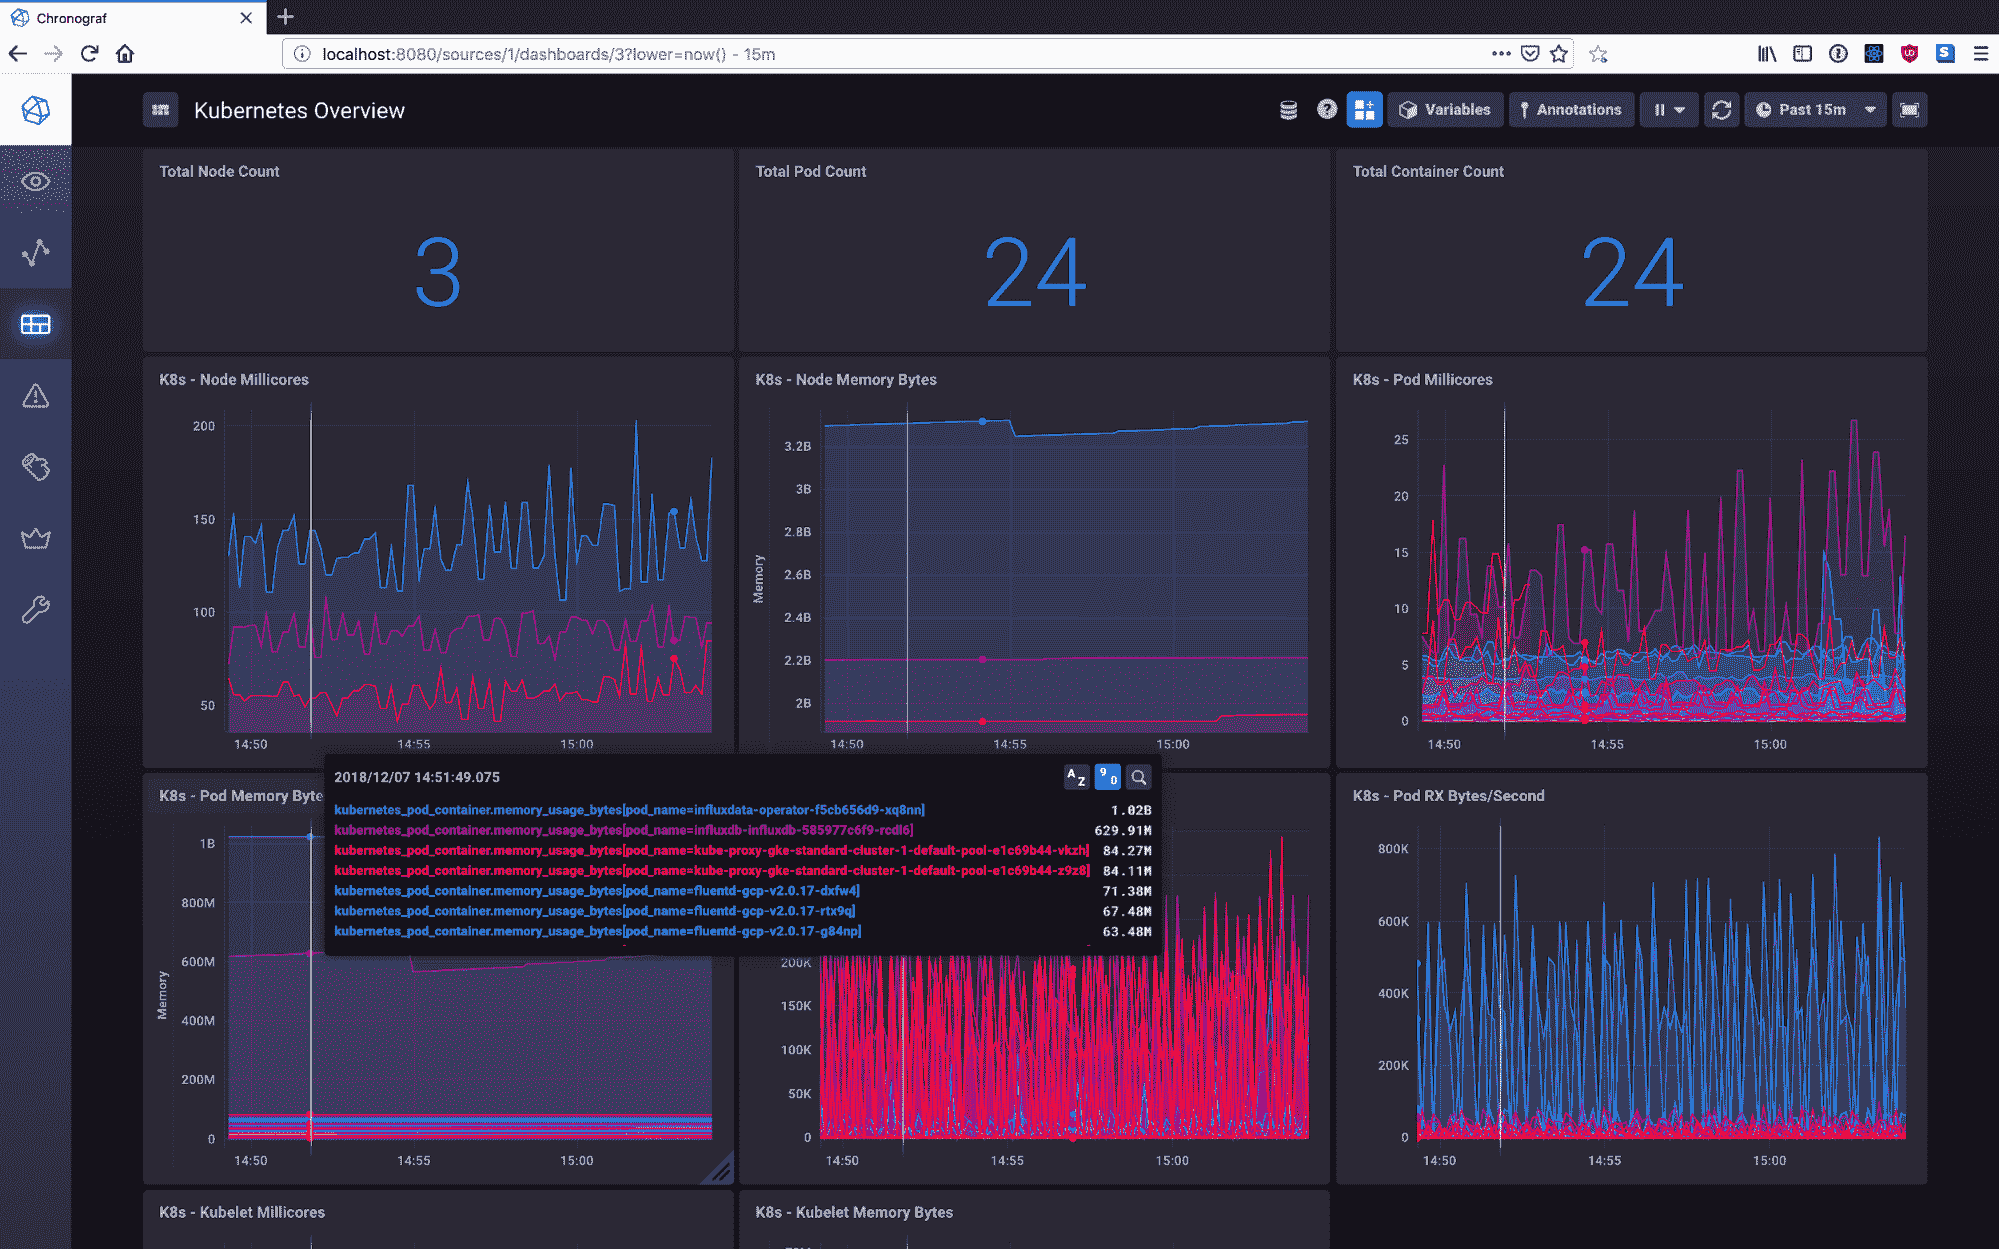 Chronograf
localhost:8080/sources/1/dashboards/3?lower=now() - 15m
Kubernetes Overview
Variables
Annotations
Past 15m
Total Node Count
3
Total Pod Count
24
Total Container Count
24
K8s - Node Millicores
200
150
100
50
14:50 14:55 15:00
K8s - Node Memory Bytes
Memory
3.2B
3B
2.8B
2.6B
2.4B
2.2B
2B
14:50 14:55 15:00
K8s - Pod Millicores
25
20
15
10
5
0
14:50 14:55 15:00
K8s - Pod Memory Byte
Memory
1B
800M
600M
400M
200M
0
14:50 14:55 15:00
2018/12/07 14:51:49.075
kubernetes_pod_container.memory_usage_bytes[pod_name=influxdata-operator-f5cb656d9-xq8nn] 1.02B
kubernetes_pod_container.memory_usage_bytes[pod_name=influxdb-influxdb-585977c6f9-rcdl6] 629.91M
kubernetes_pod_container.memory_usage_bytes[pod_name=kube-proxy-gke-standard-cluster-1-default-pool-e1c69b44-vkzh] 84.27M
kubernetes_pod_container.memory_usage_bytes[pod_name=kube-proxy-gke-standard-cluster-1-default-pool-e1c69b44-z9z8] 84.11M
kubernetes_pod_container.memory_usage_bytes[pod_name=fluentd-gcp-v2.0.17-dxfw4] 71.38M
kubernetes_pod_container.memory_usage_bytes[pod_name=fluentd-gcp-v2.0.17-rtx9q] 67.48M
kubernetes_pod_container.memory_usage_bytes[pod_name=fluentd-gcp-v2.0.17-g84np] 63.48M
200K
150K
100K
50K
0
14:50 14:55 15:00
K8s - Pod RX Bytes/Second
800K
600K
400K
200K
0
14:50 14:55 15:00
K8s - Kubelet Millicores
K8s - Kubelet Memory Bytes